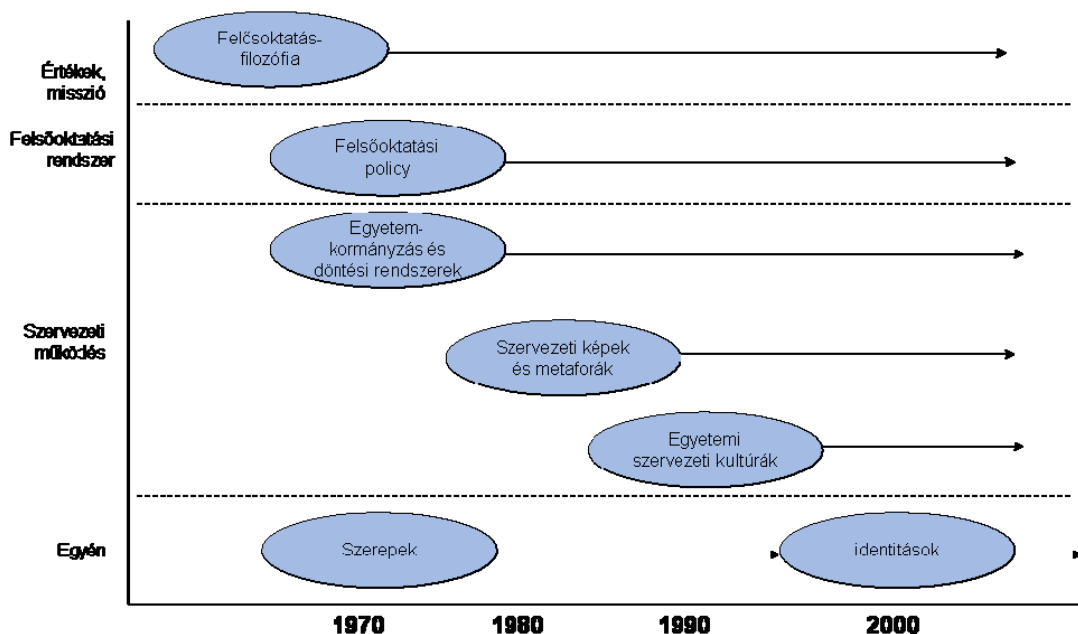 Felcsoktatás-
filozófia
Értékek,
misszió
Felsőoktatási
rendszer
Felsőoktatási
policy
Egyetem-
kormányzás és
döntési rendszerek
Szervezeti
működés
Szervezeti képek
és metaforák
Egyetemi
szervezeti kultúrák
Egyén
Szerepek
identitások
1970
1980
1990
2000